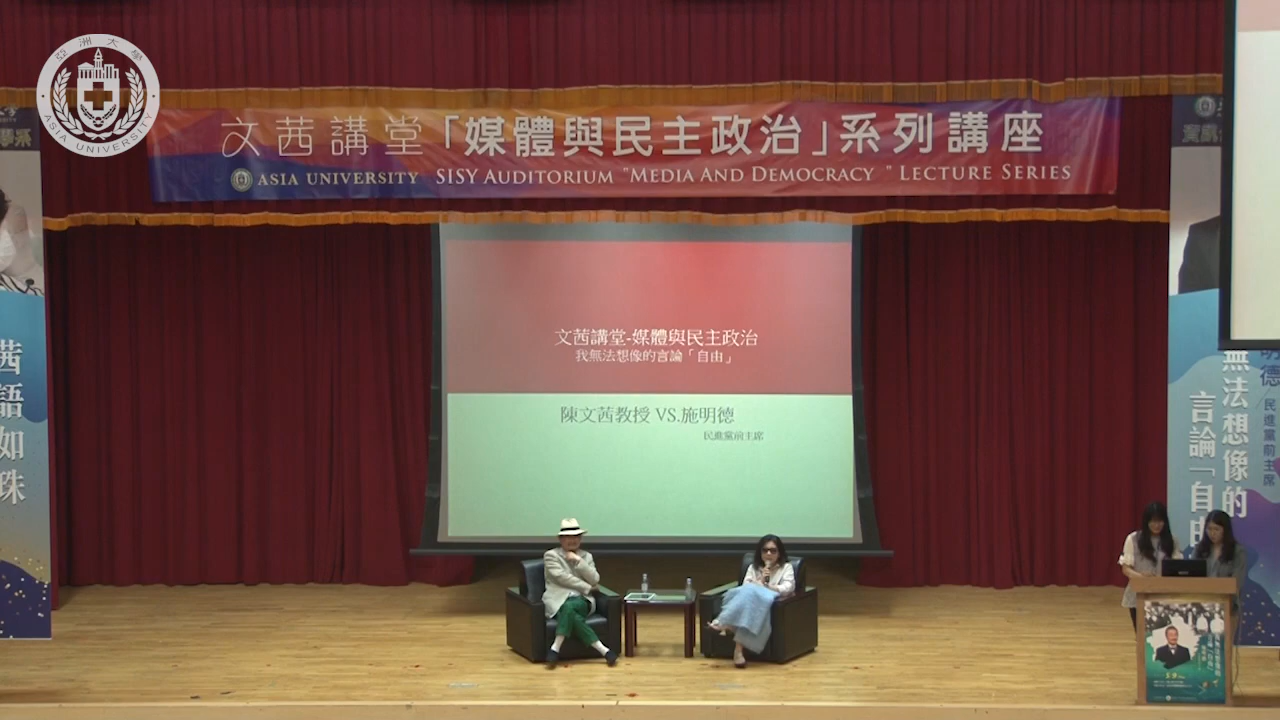 亞洲大學
ASIA UNIVERSITY
文茜講堂「媒體與民主政治」系列講座
ASIA UNIVERSITY SISY AUDITORIUM "MEDIA AND DEMOCRACY " LECTURE SERIES
文茜講堂-媒體與民主政治
我無法想像的言論「自由」
陳文茜教授 VS.施明德
民進黨前主席
茜語如珠
無法想像的
言論「自由
明德
民進黨前主席